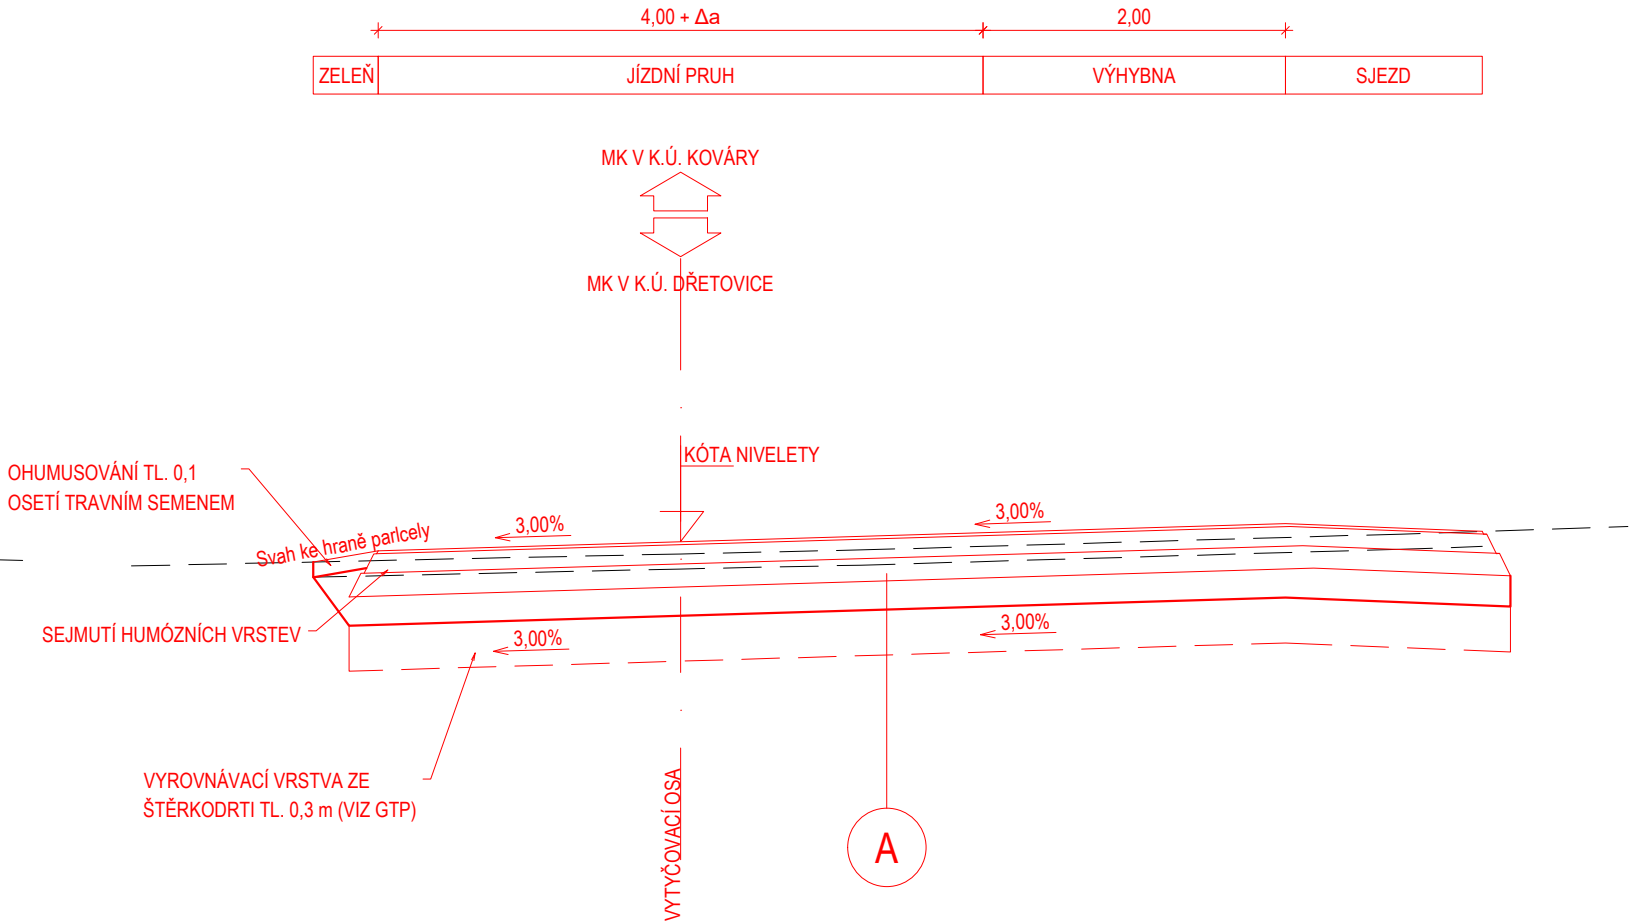 4,00 + Δa
2,00
ZELEŇ
JÍZDNÍ PRUH
VÝHYBNA
SJEZD
MK V K.Ú. KOVÁRY
MK V K.Ú. DŘETOVICE
KÓTA NIVELETY
OHUMUSOVÁNÍ TL. 0,1
OSETÍ TRAVNÍM SEMENEM
Svah ke hraně parlcely
3,00%
3,00%
SEJMUTÍ HUMÓZNÍCH VRSTEV
3,00%
3,00%
VYROVNÁVACÍ VRSTVA ZE
ŠTĚRKODRTI TL. 0,3 m (VIZ GTP)
VYTYČOVACÍ OSA
A